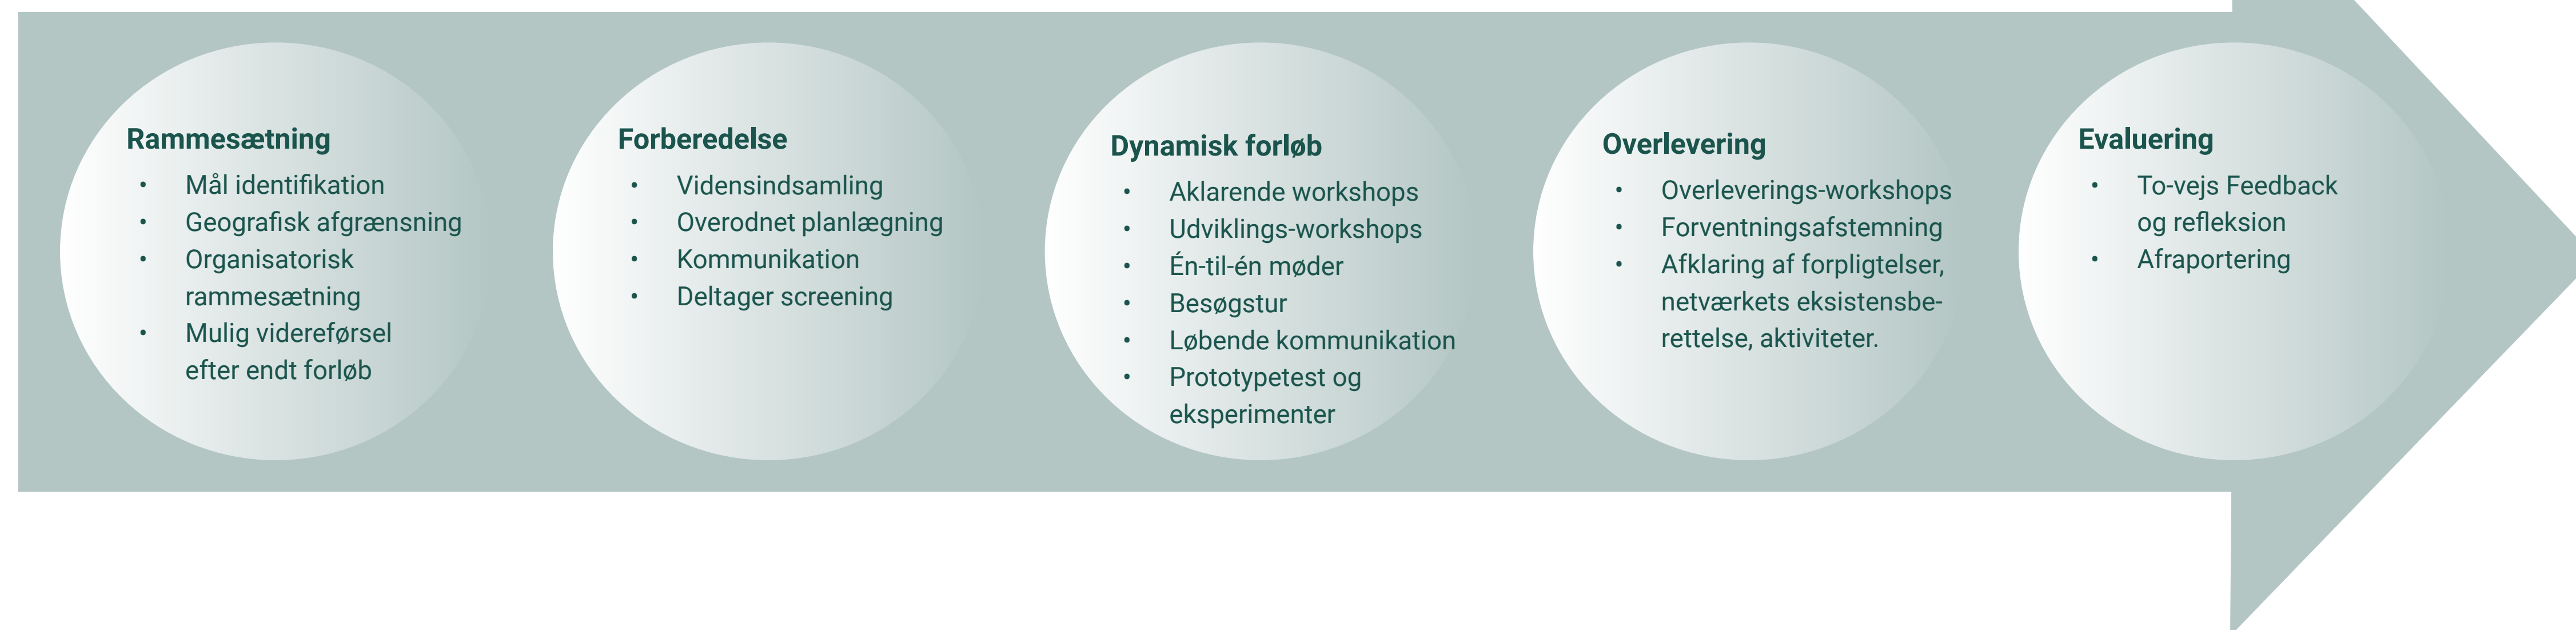 Rammesætning
• Mål identifikation
• Geografisk afgrænsning
• Organisatorisk
rammesætning
• Mulig videreførsel
efter endt forløb
Forberedelse
• Vidensindsamling
• Overodnet planlægning
• Kommunikation
• Deltager screening
Dynamisk forløb
• Aklarende workshops
• Udviklings-workshops
• Én-til-én møder
• Besøgstur
• Løbende kommunikation
• Prototypetest og
eksperimenter
Overlevering
• Overleverings-workshops
• Forventningsafstemning
• Afklaring af forpligtelser,
netværkets eksistensbe-
rettelse, aktiviteter.
Evaluering
• To-vejs Feedback
og refleksion
• Afraportering